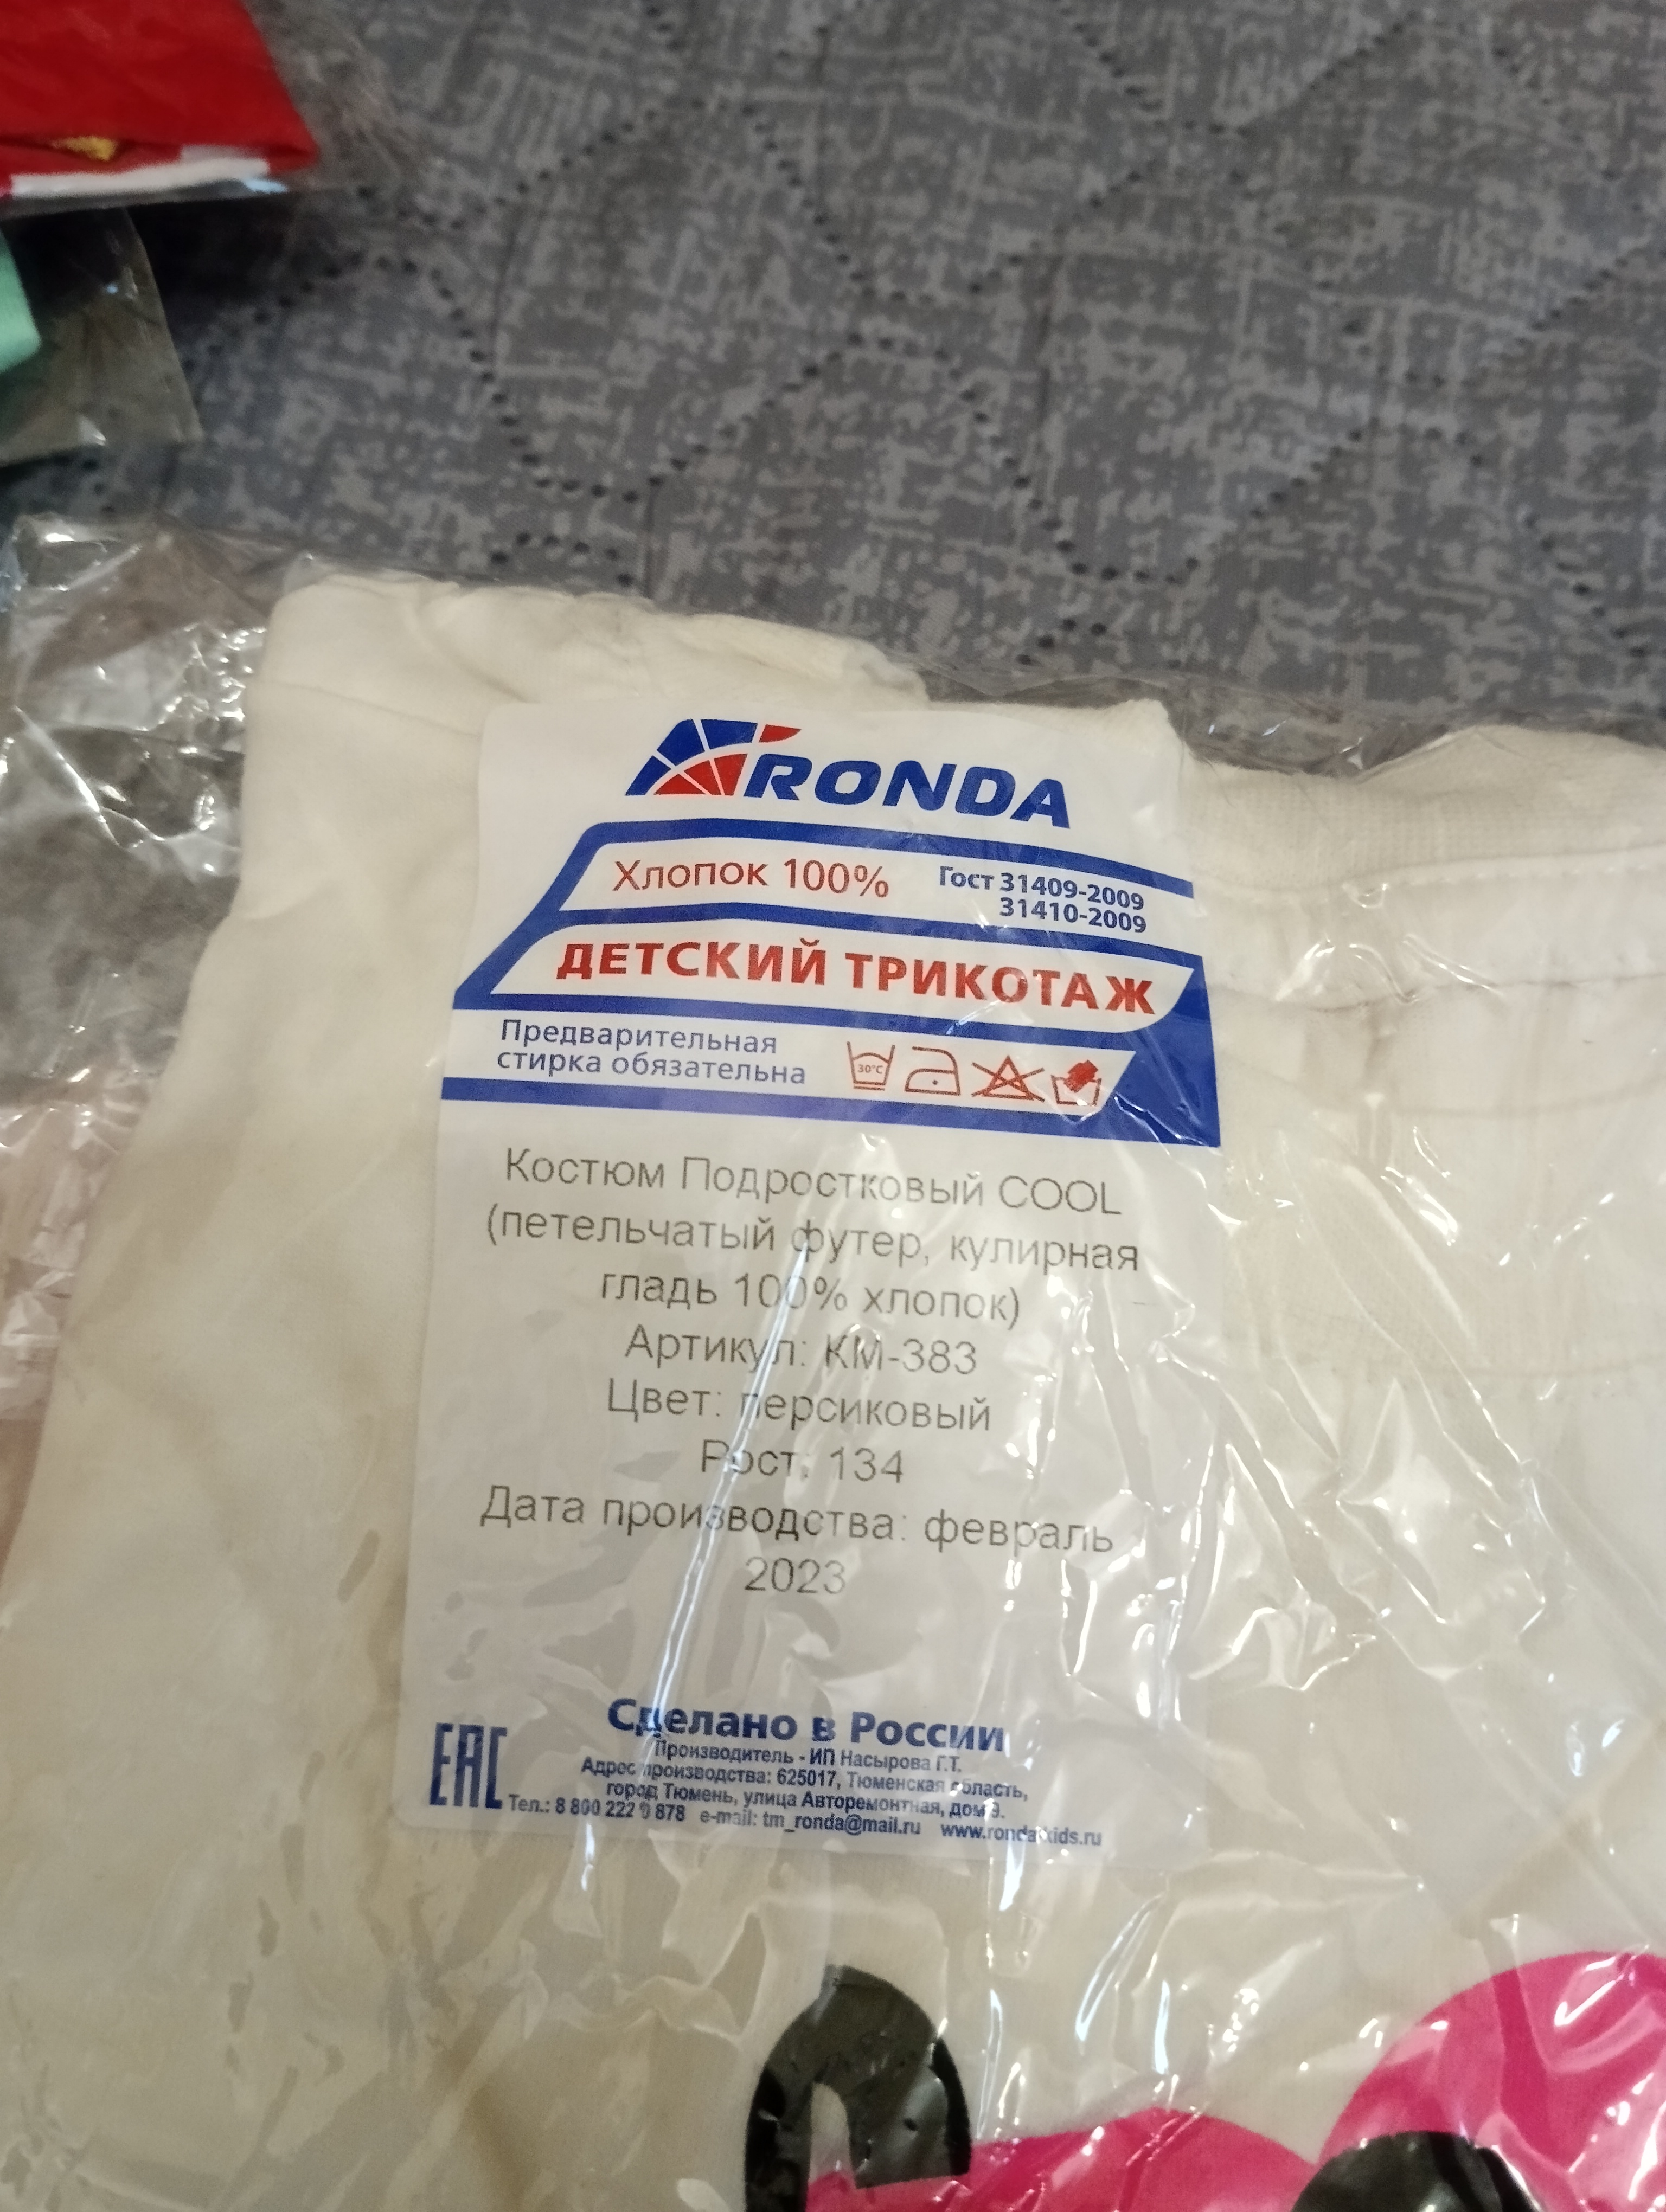 RONDA
Хлопок 100%
Гост 31409-2009
31410-2009
ДЕТСКИЙ ТРИКОТАЖ
Предварительная
стирка обязательна
30°C
Костюм Подростковый COOL
(петельчатый футер, кулирная
гладь 100% хлопок)
Артикул: КМ-383
Цвет: персиковый
Рост: 134
Дата производства: февраль
2023
EAC
Сделано в России
Производитель - ИП Насырова Г.Т.
Адрес производства: 625017, Тюменская область,
город Тюмень, улица Авторемонтная, дом 9.
Тел.: 8 800 222 0 878 e-mail: tm_ronda@mail.ru www.rondakids.ru